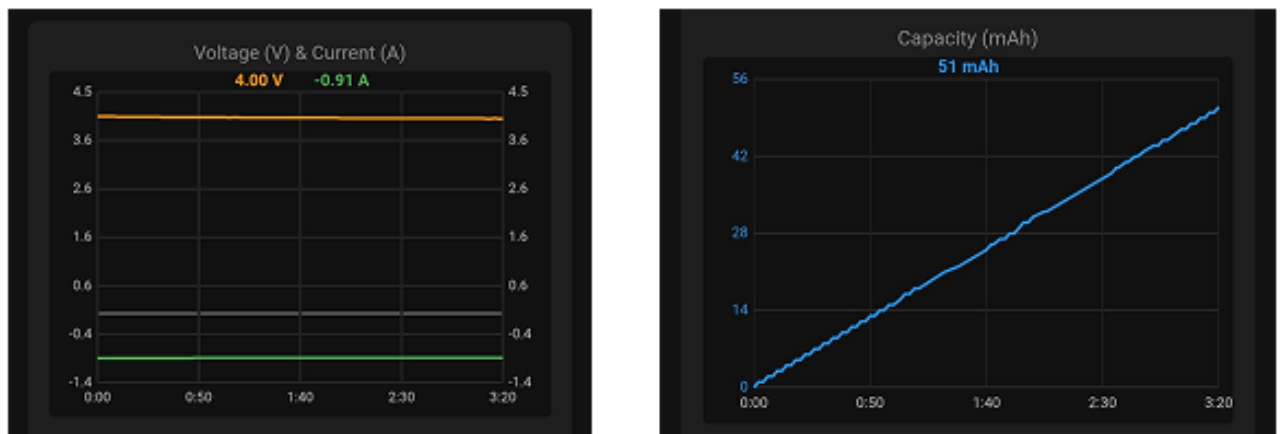 Voltage (V) & Current (A)
4.00 V -0.91 A
4.5 4.5
3.6 3.6
2.6 2.6
1.6 1.6
0.6 0.6
-0.4 -0.4
-1.4 -1.4
0:00 0:50 1:40 2:30 3:20
Capacity (mAh)
51 mAh
56
42
28
14
0
0:00 0:50 1:40 2:30 3:20